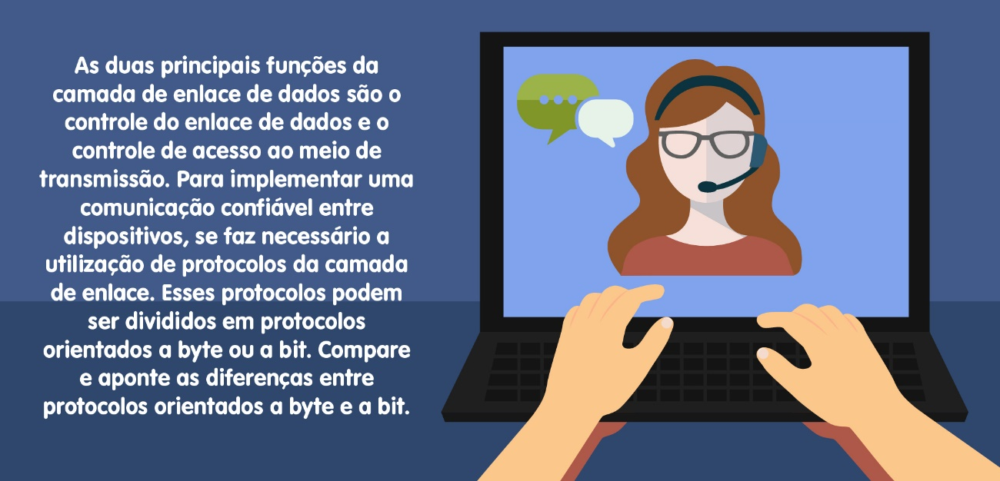 As duas principais funções da
camada de enlace de dados são o
controle do enlace de dados e o
controle de acesso ao meio de
transmissão. Para implementar uma
comunicação confiável entre
dispositivos, se faz necessário a
utilização de protocolos da camada
de enlace. Esses protocolos podem
ser divididos em protocolos
orientados a byte ou a bit. Compare
e aponte as diferenças entre
protocolos orientados a byte e a bit.